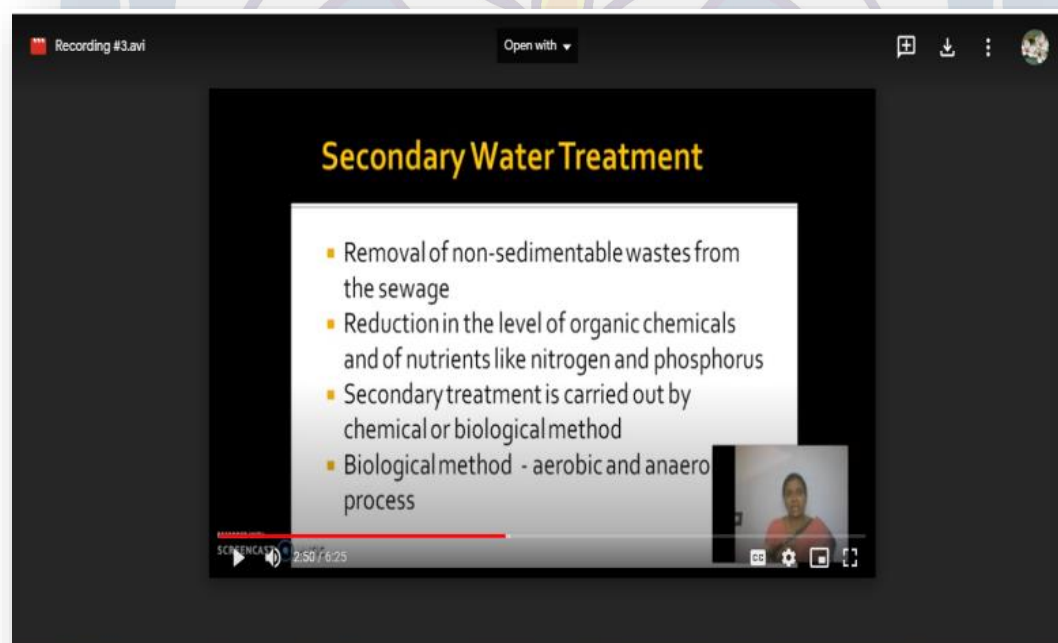 Recording #3.avi
Open with
Secondary Water Treatment
Removal of non-sedimentable wastes from
the sewage
Reduction in the level of organic chemicals
and of nutrients like nitrogen and phosphorus
Secondary treatment is carried out by
chemical or biological method
Biological method - aerobic and anaero
process
2:50 / 6:25
CC